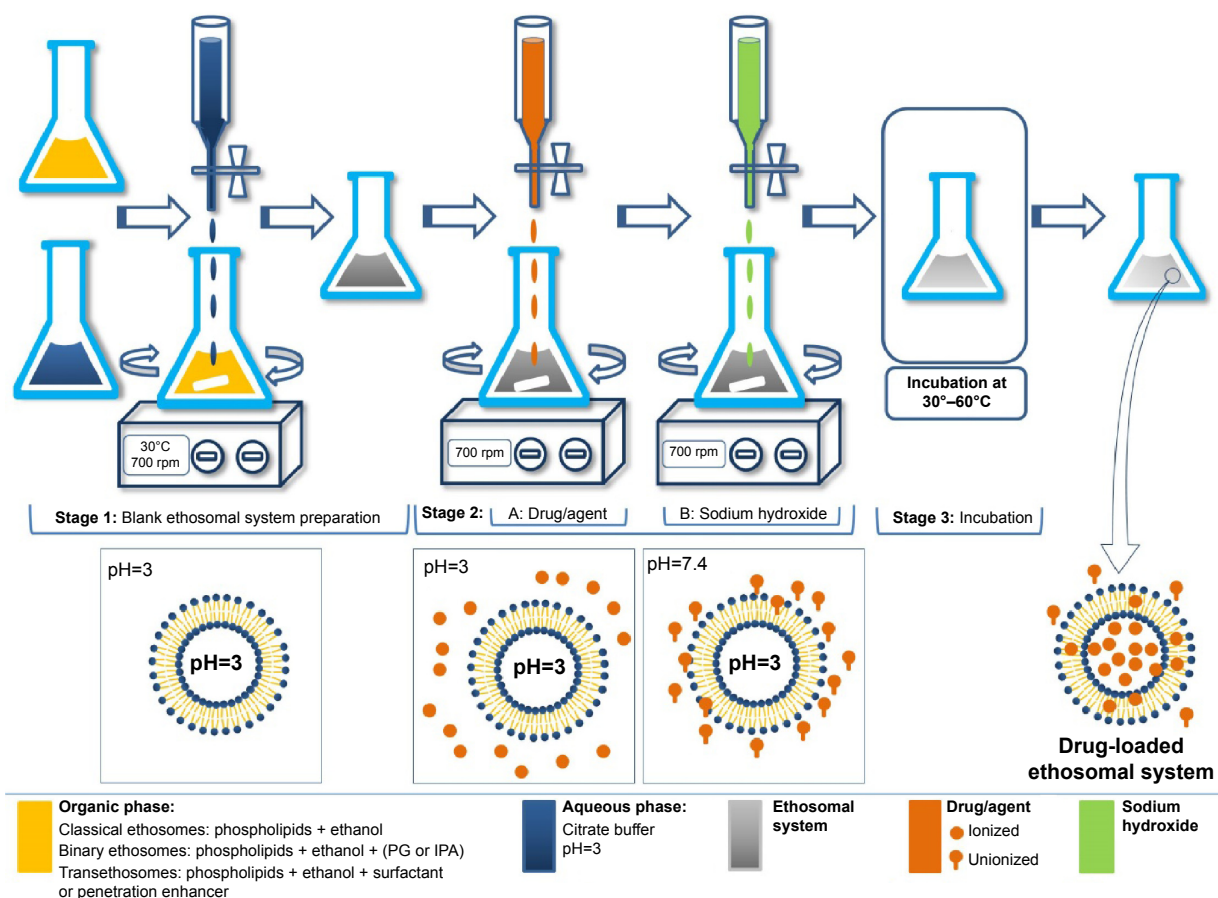 30°C
700 rpm
700 rpm
700 rpm
Incubation at
30°–60°C
Stage 1: Blank ethosomal system preparation
Stage 2:
A: Drug/agent
B: Sodium hydroxide
Stage 3: Incubation
pH=3
pH=3
pH=3
pH=3
pH=7.4
pH=3
Drug-loaded
ethosomal system
Organic phase:
Classical ethosomes: phospholipids + ethanol
Binary ethosomes: phospholipids + ethanol + (PG or IPA)
Transethosomes: phospholipids + ethanol + surfactant
or penetration enhancer
Aqueous phase:
Citrate buffer
pH=3
Ethosomal
system
Drug/agent
Ionized
Unionized
Sodium
hydroxide